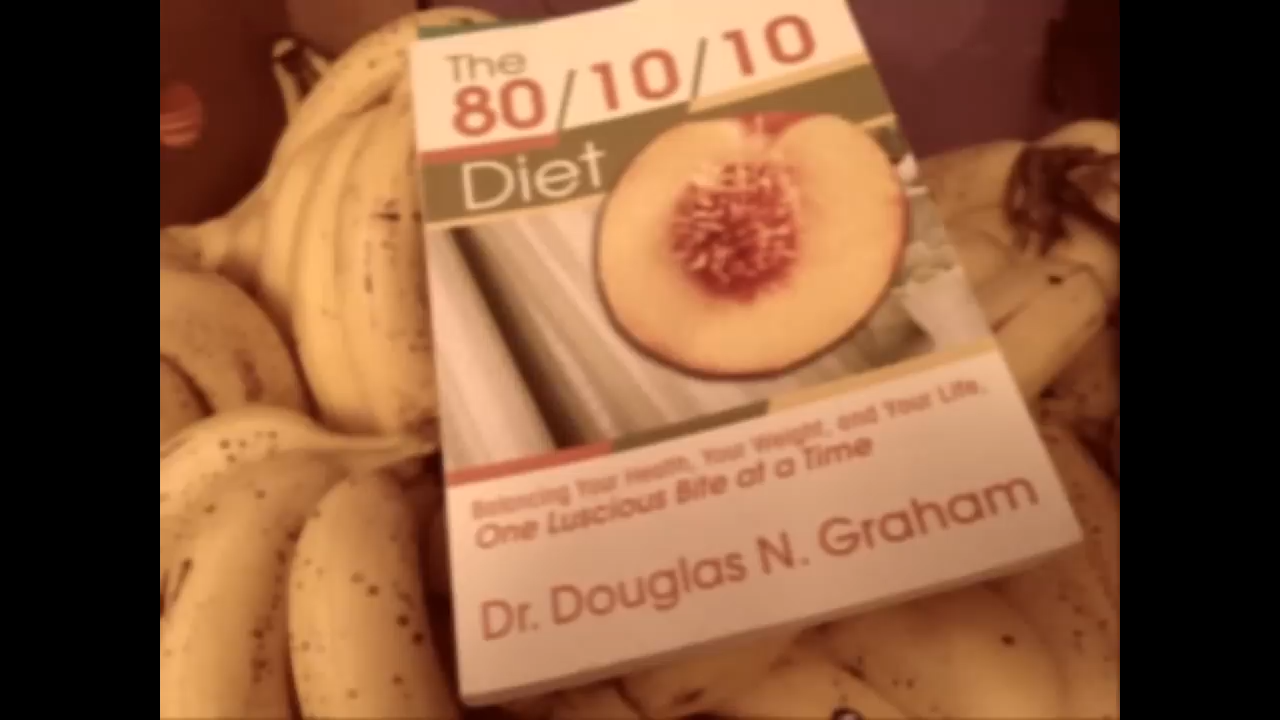 The
80/10/10
Diet
Balancing Your Health, Your Weight, and Your Life,
One Luscious Bite at a Time
Dr. Douglas N. Graham